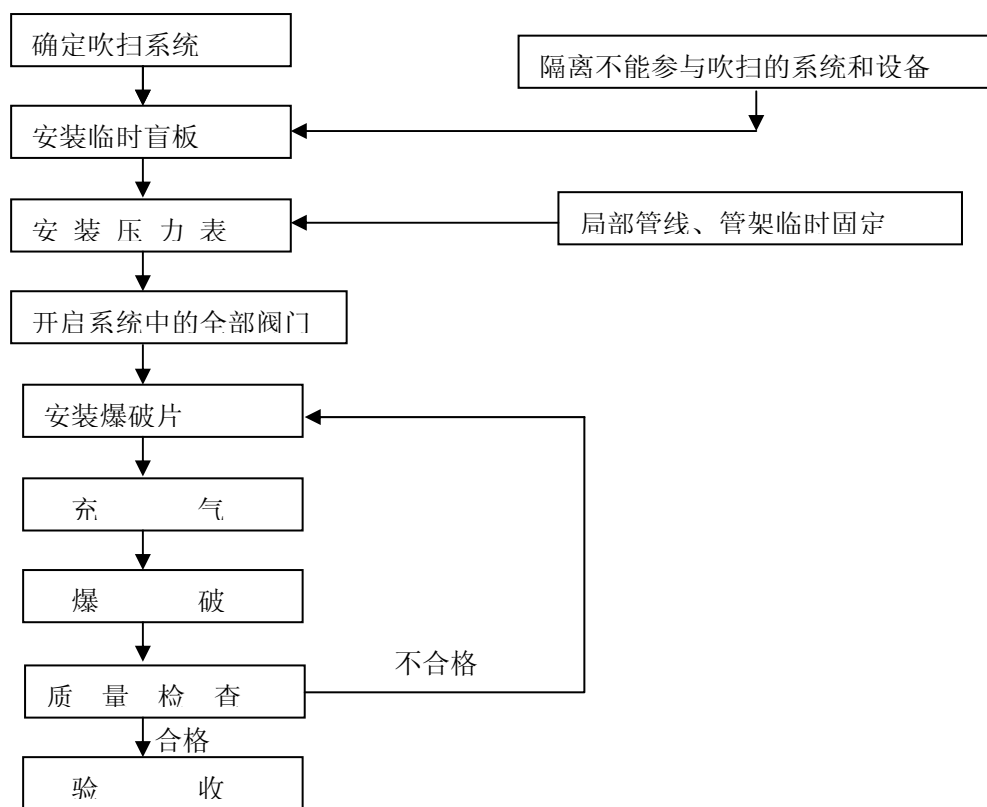 确定吹扫系统
隔离不能参与吹扫的系统和设备
安装临时盲板
安装压力表
局部管线、管架临时固定
开启系统中的全部阀门
安装爆破片
充气
爆破
不合格
质量检查
合格
验收